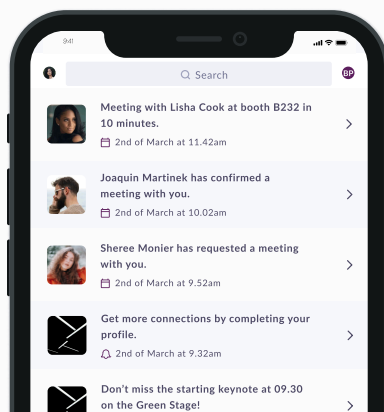 9:41
Search
BP
Meeting with Lisha Cook at booth B232 in
10 minutes.
2nd of March at 11.42am
Joaquin Martinek has confirmed a
meeting with you.
2nd of March at 10.02am
Sheree Monier has requested a meeting
with you.
2nd of March at 9.52am
Get more connections by completing your
profile.
2nd of March at 9.32am
Don't miss the starting keynote at 09.30
on the Green Stage!